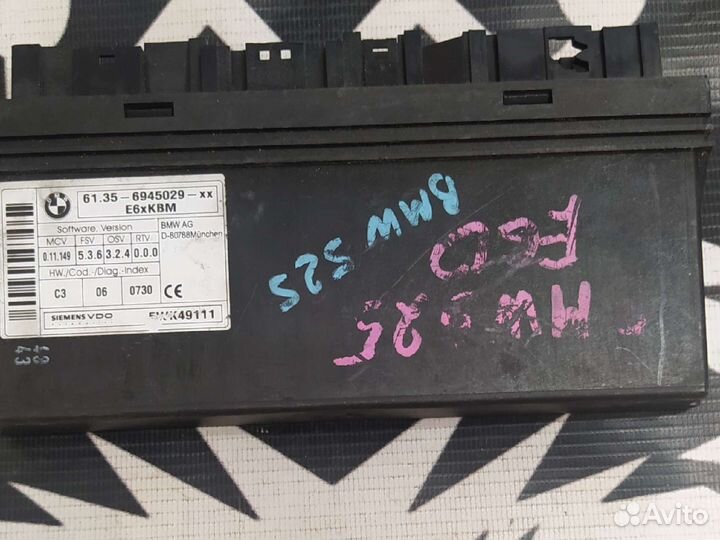 BMW
61.35 - 6945029 - xx
E6xKBM
Software. Version
BMW AG
D-80788München
MCV FSV OSV RTV
0.11.149 5.3.6 3.2.4 0.0.0
HW./Cod.-/Diag.-Index
C3 06 0730 CE
SIEMENS VDO
5WK49111
BMW 525
E60
Avito